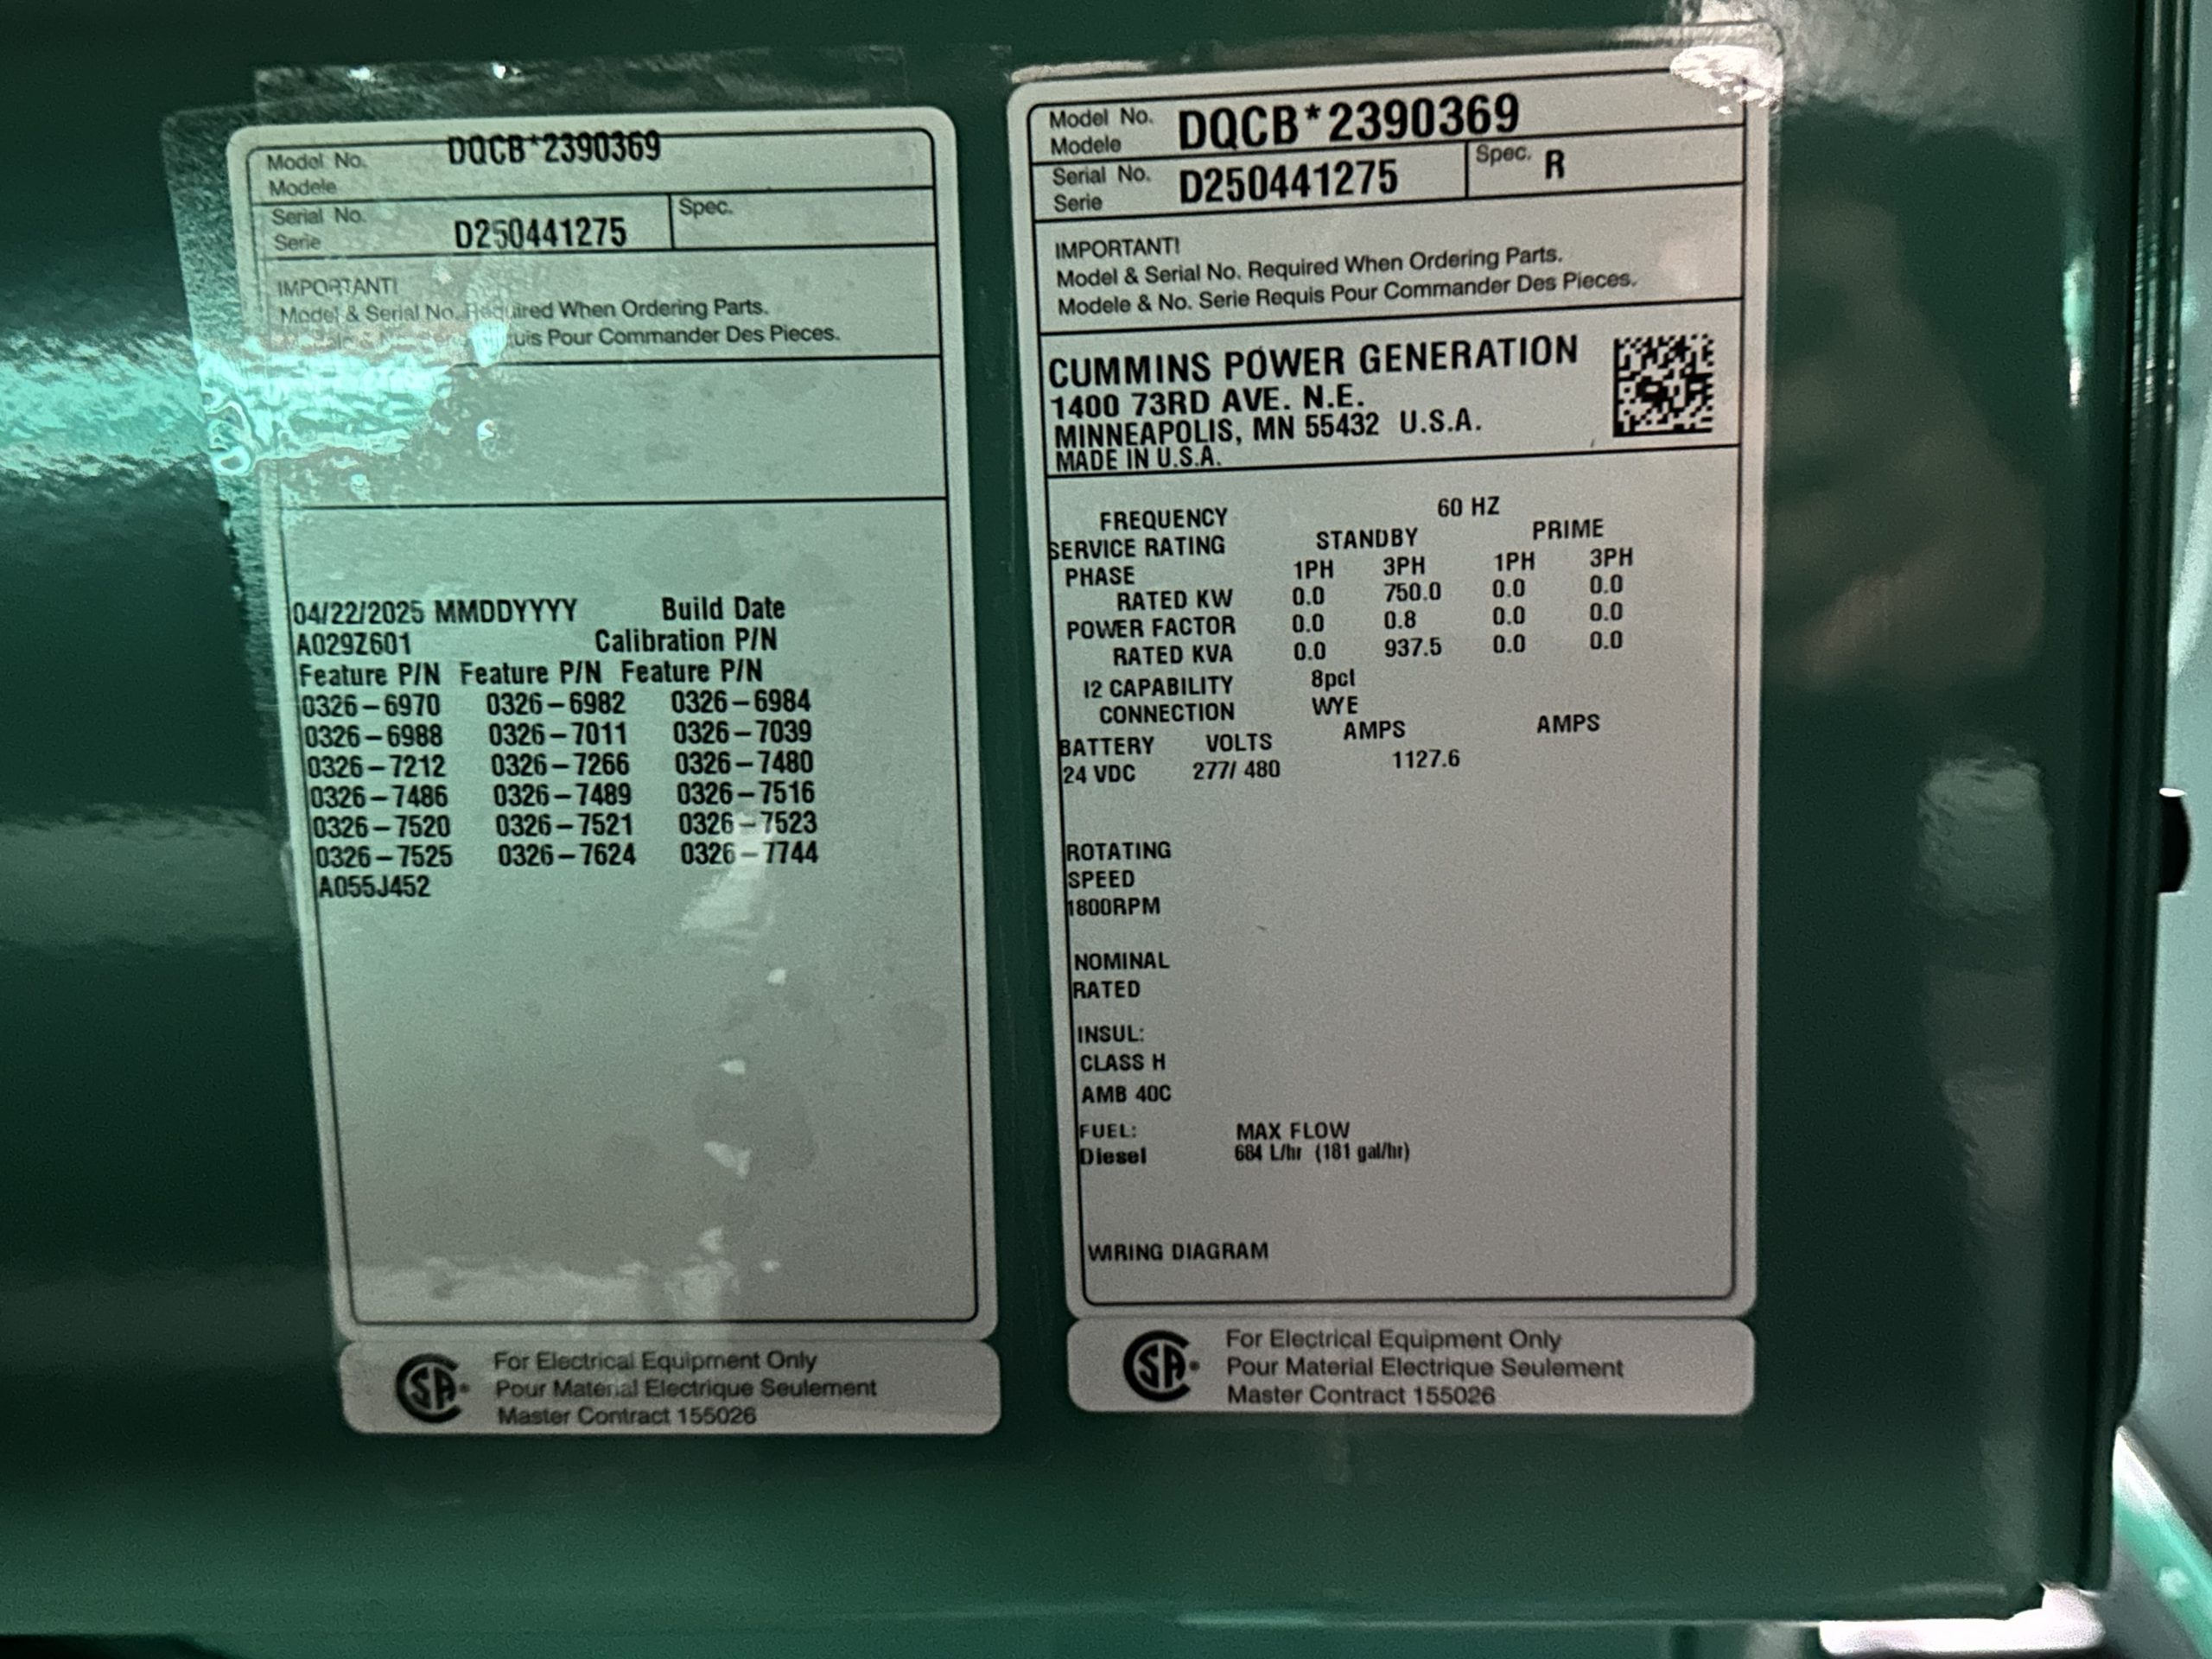 Model No.
Modele
DQCB*2390369
Serial No.
Serie
D250441275
Spec.
IMPORTANT!
Model & Serial No. Required When Ordering Parts.
Pour Commander Des Pieces.
04/22/2025 MMDDYYYY Build Date
A029Z601 Calibration P/N
Feature P/N Feature P/N Feature P/N
0326-6970 0326-6982 0326-6984
0326-6988 0326-7011 0326-7039
0326-7212 0326-7266 0326-7480
0326-7486 0326-7489 0326-7516
0326-7520 0326-7521 0326-7523
0326-7525 0326-7624 0326-7744
A055J452
SA
For Electrical Equipment Only
Pour Material Electrique Seulement
Master Contract 155026
Model No.
Modele
DQCB*2390369
Serial No.
Serie
D250441275
Spec. R
IMPORTANT!
Model & Serial No. Required When Ordering Parts.
Modele & No. Serie Requis Pour Commander Des Pieces.
CUMMINS POWER GENERATION
1400 73RD AVE. N.E.
MINNEAPOLIS, MN 55432 U.S.A.
MADE IN U.S.A.
FREQUENCY 60 HZ
SERVICE RATING STANDBY PRIME
PHASE 1PH 3PH 1PH 3PH
RATED KW 0.0 750.0 0.0 0.0
POWER FACTOR 0.0 0.8 0.0 0.0
RATED KVA 0.0 937.5 0.0 0.0
I2 CAPABILITY 8pct
CONNECTION WYE
BATTERY VOLTS AMPS AMPS
24 VDC 277/ 480 1127.6
ROTATING
SPEED
1800RPM
NOMINAL
RATED
INSUL:
CLASS H
AMB 40C
FUEL: MAX FLOW
Diesel 684 L/hr (181 gal/hr)
WIRING DIAGRAM
SA
For Electrical Equipment Only
Pour Material Electrique Seulement
Master Contract 155026